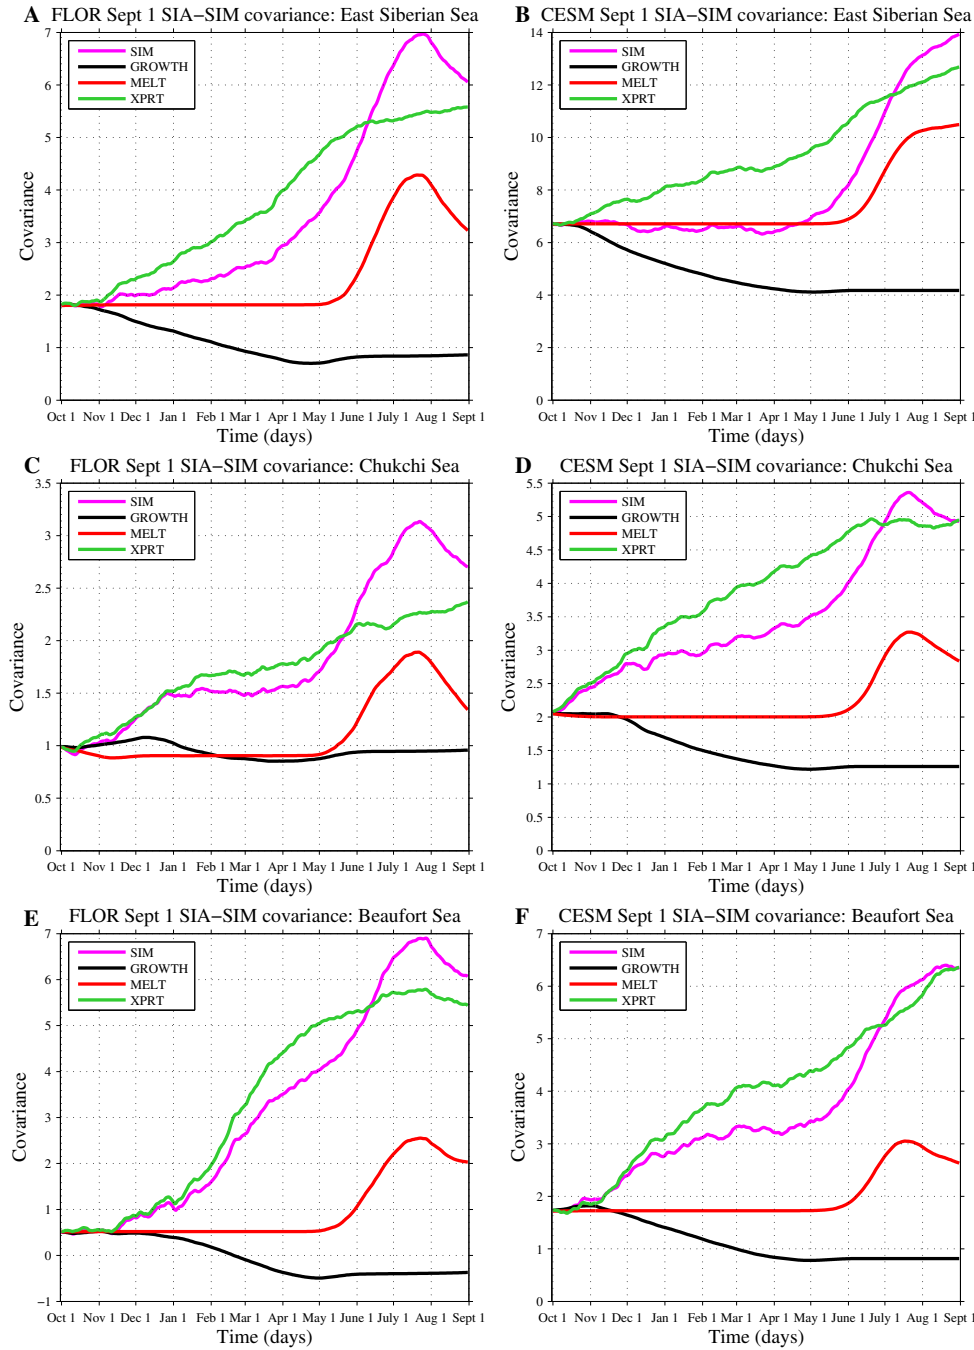 A FLOR Sept 1 SIA−SIM covariance: East Siberian Sea
7
6
5
4
3
2
1
0
Covariance
SIM
GROWTH
MELT
XPRT
Oct 1 Nov 1 Dec 1 Jan 1 Feb 1 Mar 1 Apr 1 May 1 June 1 July 1 Aug 1 Sept 1
Time (days)
B CESM Sept 1 SIA−SIM covariance: East Siberian Sea
14
12
10
8
6
4
2
0
Covariance
SIM
GROWTH
MELT
XPRT
Oct 1 Nov 1 Dec 1 Jan 1 Feb 1 Mar 1 Apr 1 May 1 June 1 July 1 Aug 1 Sept 1
Time (days)
C FLOR Sept 1 SIA−SIM covariance: Chukchi Sea
3.5
3
2.5
2
1.5
1
0.5
0
Covariance
SIM
GROWTH
MELT
XPRT
Oct 1 Nov 1 Dec 1 Jan 1 Feb 1 Mar 1 Apr 1 May 1 June 1 July 1 Aug 1 Sept 1
Time (days)
D CESM Sept 1 SIA−SIM covariance: Chukchi Sea
5.5
5
4.5
4
3.5
3
2.5
2
1.5
1
0.5
0
Covariance
SIM
GROWTH
MELT
XPRT
Oct 1 Nov 1 Dec 1 Jan 1 Feb 1 Mar 1 Apr 1 May 1 June 1 July 1 Aug 1 Sept 1
Time (days)
E FLOR Sept 1 SIA−SIM covariance: Beaufort Sea
7
6
5
4
3
2
1
0
−1
Covariance
SIM
GROWTH
MELT
XPRT
Oct 1 Nov 1 Dec 1 Jan 1 Feb 1 Mar 1 Apr 1 May 1 June 1 July 1 Aug 1 Sept 1
Time (days)
F CESM Sept 1 SIA−SIM covariance: Beaufort Sea
7
6
5
4
3
2
1
0
Covariance
SIM
GROWTH
MELT
XPRT
Oct 1 Nov 1 Dec 1 Jan 1 Feb 1 Mar 1 Apr 1 May 1 June 1 July 1 Aug 1 Sept 1
Time (days)